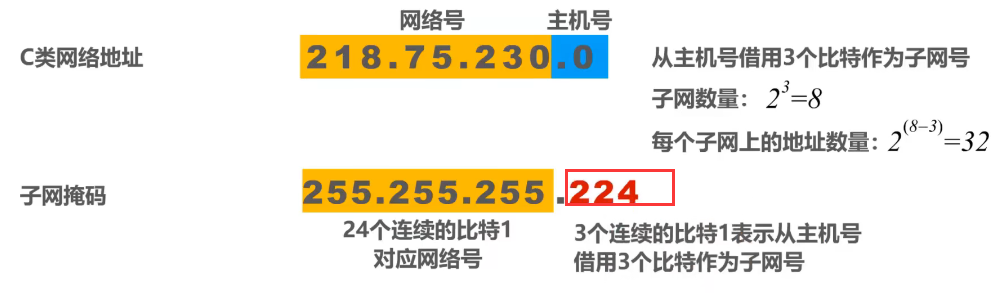 网络号 主机号
C类网络地址 218.75.230.0 从主机号借用3个比特作为子网号
子网数量： 2^3=8
每个子网上的地址数量：2^(8-3)=32
子网掩码 255.255.255.224
24个连续的比特1 3个连续的比特1表示从主机号
对应网络号 借用3个比特作为子网号